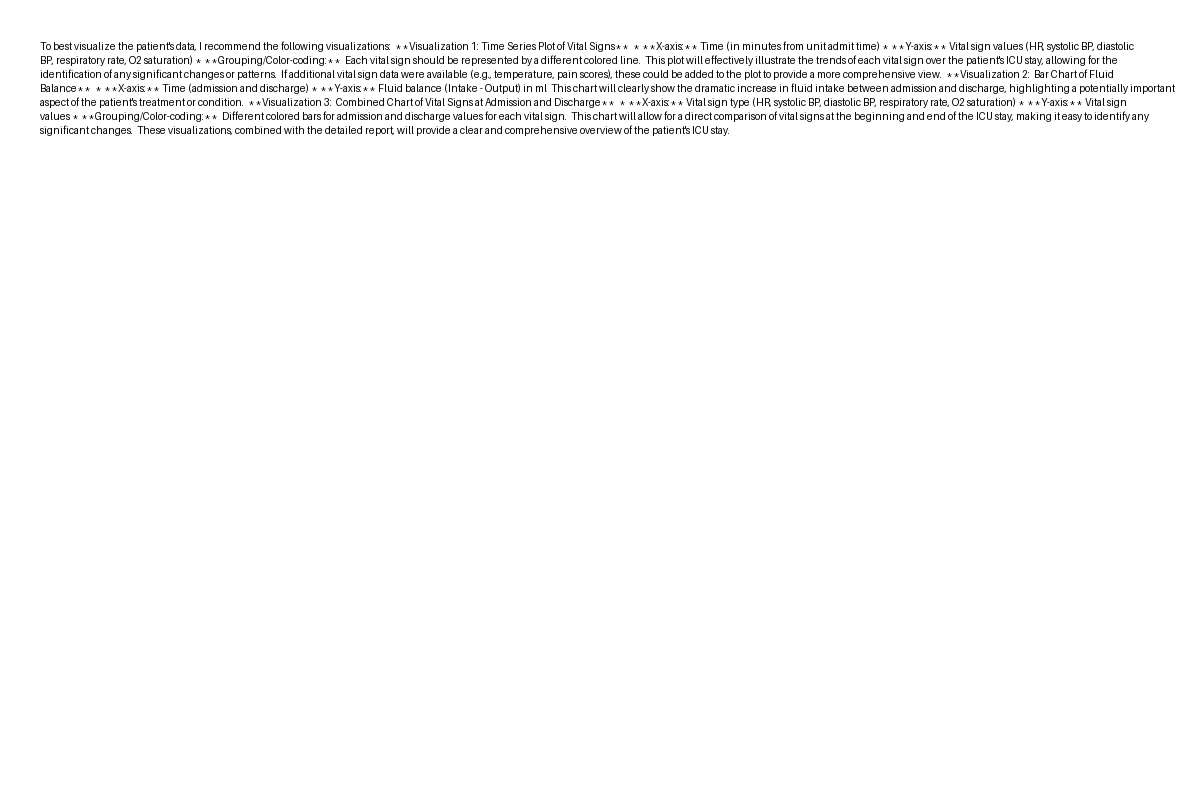 To best visualize the patient's data, I recommend the following visualizations:  **Visualization 1: Time Series Plot of Vital Signs**  * **X-axis:** Time (in minutes from unit admit time) * **Y-axis:** Vital sign values (HR, systolic BP, diastolic
BP, respiratory rate, O2 saturation) * **Grouping/Color-coding:**  Each vital sign should be represented by a different colored line.  This plot will effectively illustrate the trends of each vital sign over the patient's ICU stay, allowing for the
identification of any significant changes or patterns.  If additional vital sign data were available (e.g., temperature, pain scores), these could be added to the plot to provide a more comprehensive view.  **Visualization 2:  Bar Chart of Fluid
Balance**  * **X-axis:** Time (admission and discharge) * **Y-axis:** Fluid balance (Intake - Output) in ml  This chart will clearly show the dramatic increase in fluid intake between admission and discharge, highlighting a potentially important
aspect of the patient's treatment or condition.  **Visualization 3:  Combined Chart of Vital Signs at Admission and Discharge**  * **X-axis:** Vital sign type (HR, systolic BP, diastolic BP, respiratory rate, O2 saturation) * **Y-axis:** Vital sign
values * **Grouping/Color-coding:**  Different colored bars for admission and discharge values for each vital sign.  This chart will allow for a direct comparison of vital signs at the beginning and end of the ICU stay, making it easy to identify any
significant changes.  These visualizations, combined with the detailed report, will provide a clear and comprehensive overview of the patient's ICU stay.